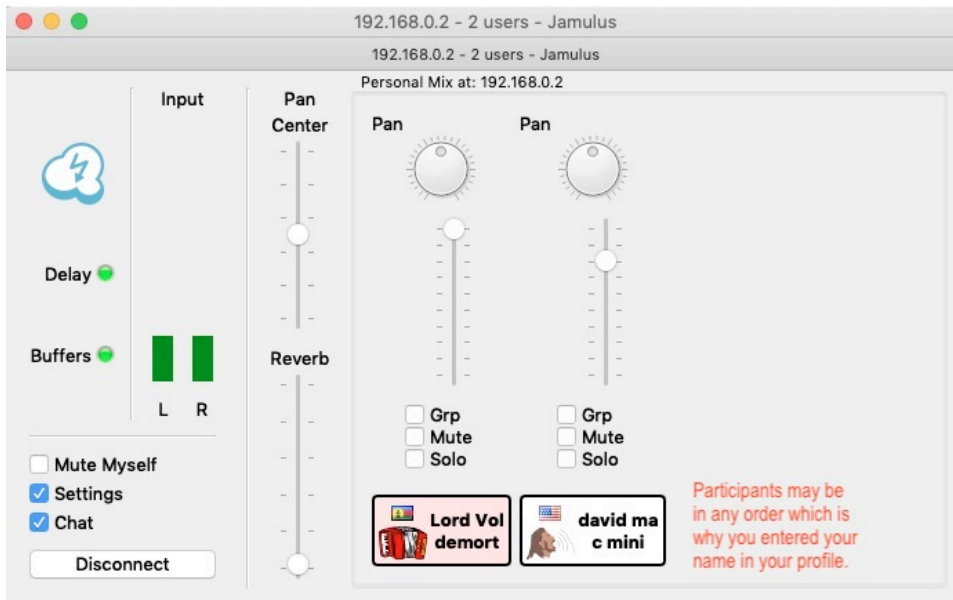 192.168.0.2 - 2 users - Jamulus
192.168.0.2 - 2 users - Jamulus
Personal Mix at: 192.168.0.2
Input
Pan
Center
Pan
Pan
Delay
Buffers
Reverb
L R
Grp
Mute
Solo
Grp
Mute
Solo
Mute Myself
Settings
Chat
Disconnect
Lord Vol
demort
david ma
c mini
Participants may be
in any order which is
why you entered your
name in your profile.